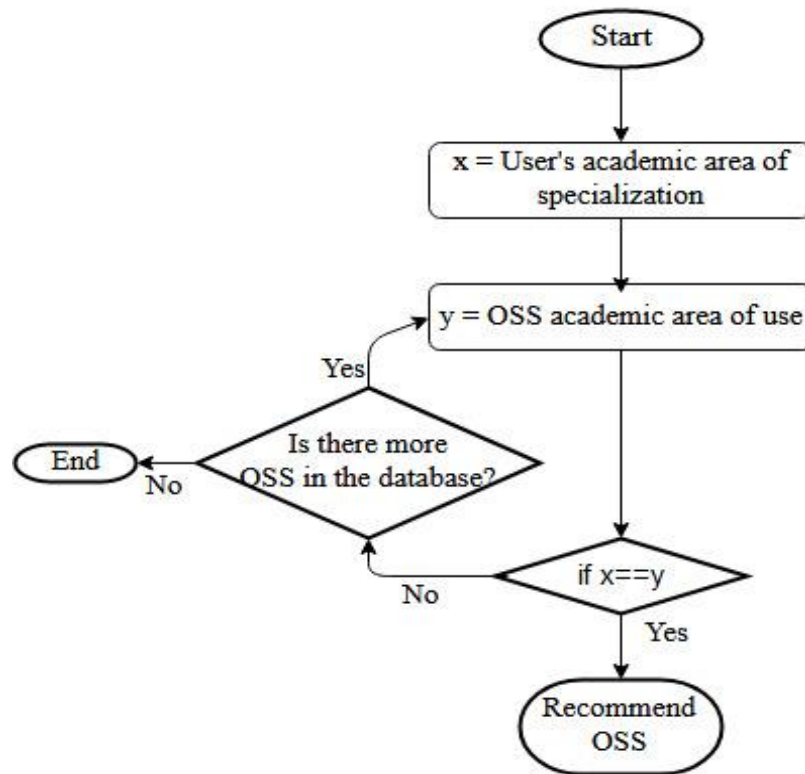 Start
x = User's academic area of
specialization
y = OSS academic area of use
Yes
Is there more
OSS in the database?
End
No
if x==y
No
Yes
Recommend
OSS